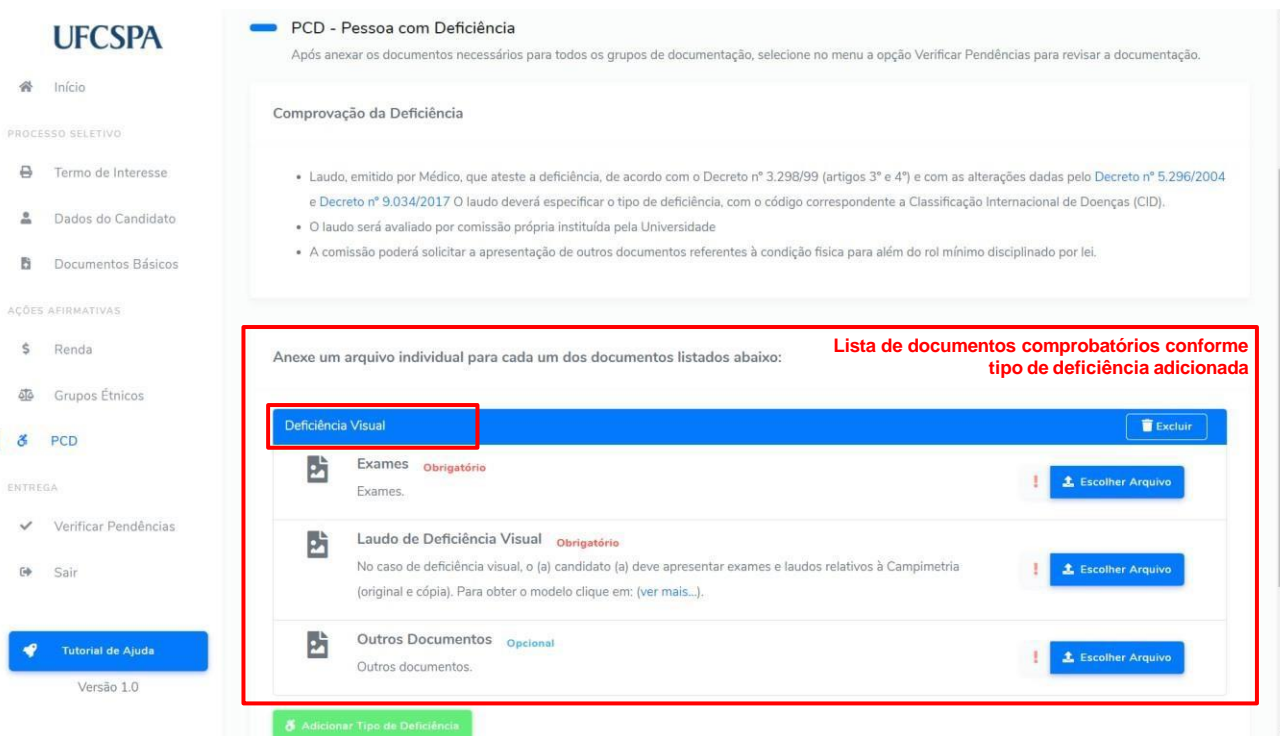 UFCSPA
Início
PROCESSO SELETIVO
Termo de Interesse
Dados do Candidato
Documentos Básicos
AÇÕES AFIRMATIVAS
Renda
Grupos Étnicos
PCD
ENTREGA
Verificar Pendências
Sair
Tutorial de Ajuda
Versão 1.0
PCD - Pessoa com Deficiência
Após anexar os documentos necessários para todos os grupos de documentação, selecione no menu a opção Verificar Pendências para revisar a documentação.
Comprovação da Deficiência
• Laudo, emitido por Médico, que ateste a deficiência, de acordo com o Decreto nº 3.298/99 (artigos 3º e 4º) e com as alterações dadas pelo Decreto nº 5.296/2004
e Decreto nº 9.034/2017 O laudo deverá especificar o tipo de deficiência, com o código correspondente a Classificação Internacional de Doenças (CID).
• O laudo será avaliado por comissão própria instituída pela Universidade
• A comissão poderá solicitar a apresentação de outros documentos referentes à condição física para além do rol mínimo disciplinado por lei.
Anexe um arquivo individual para cada um dos documentos listados abaixo:
Lista de documentos comprobatórios conforme
tipo de deficiência adicionada
Deficiência Visual
Excluir
Exames Obrigatório
Exames.
! Escolher Arquivo
Laudo de Deficiência Visual Obrigatório
No caso de deficiência visual, o (a) candidato (a) deve apresentar exames e laudos relativos à Campimetria
(original e cópia). Para obter o modelo clique em: (ver mais...).
! Escolher Arquivo
Outros Documentos Opcional
Outros documentos.
! Escolher Arquivo
Adicionar Tipo de Deficiência